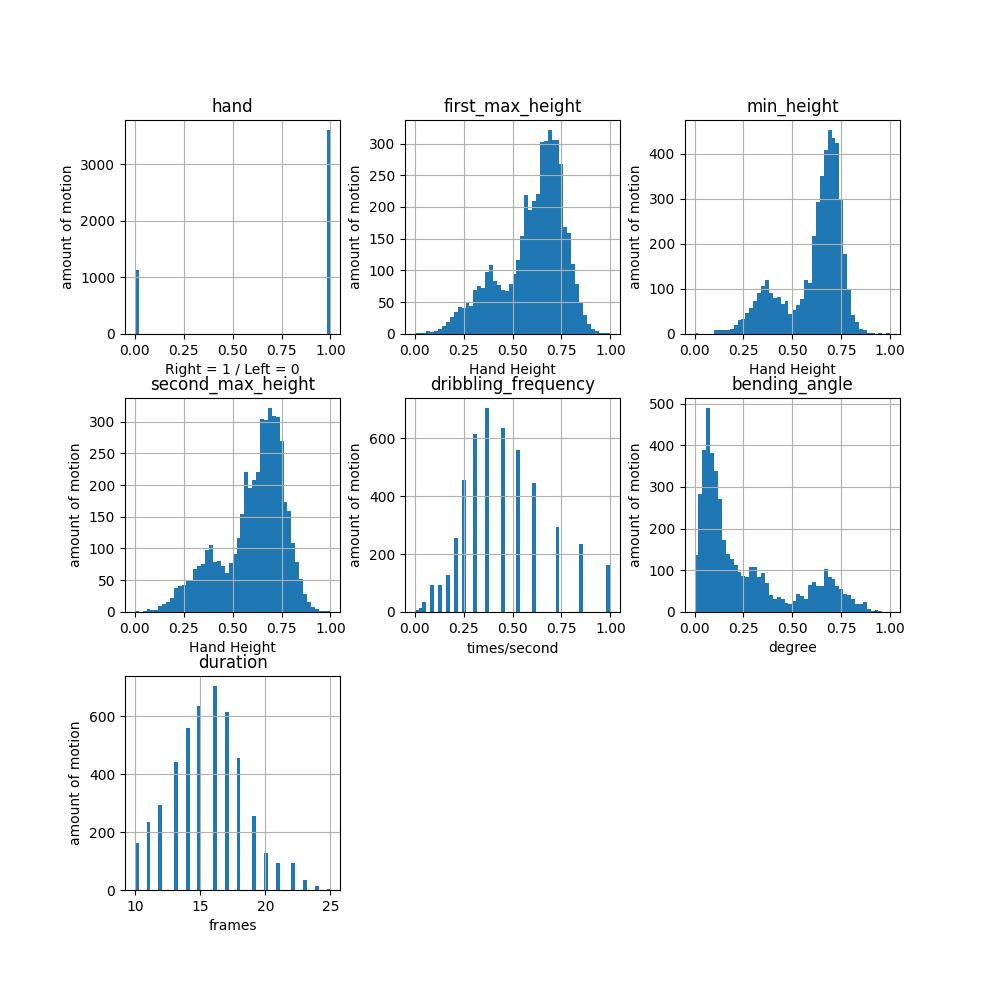 hand
first_max_height
min_height
amount of motion
3000
2000
1000
0
0.00 0.25 0.50 0.75 1.00
Right = 1 / Left = 0
amount of motion
300
250
200
150
100
50
0
0.00 0.25 0.50 0.75 1.00
Hand Height
amount of motion
400
300
200
100
0
0.00 0.25 0.50 0.75 1.00
Hand Height
second_max_height
dribbling_frequency
bending_angle
amount of motion
300
250
200
150
100
50
0
0.00 0.25 0.50 0.75 1.00
Hand Height
amount of motion
600
400
200
0
0.00 0.25 0.50 0.75 1.00
times/second
amount of motion
500
400
300
200
100
0
0.00 0.25 0.50 0.75 1.00
degree
duration
amount of motion
600
400
200
0
10 15 20 25
frames